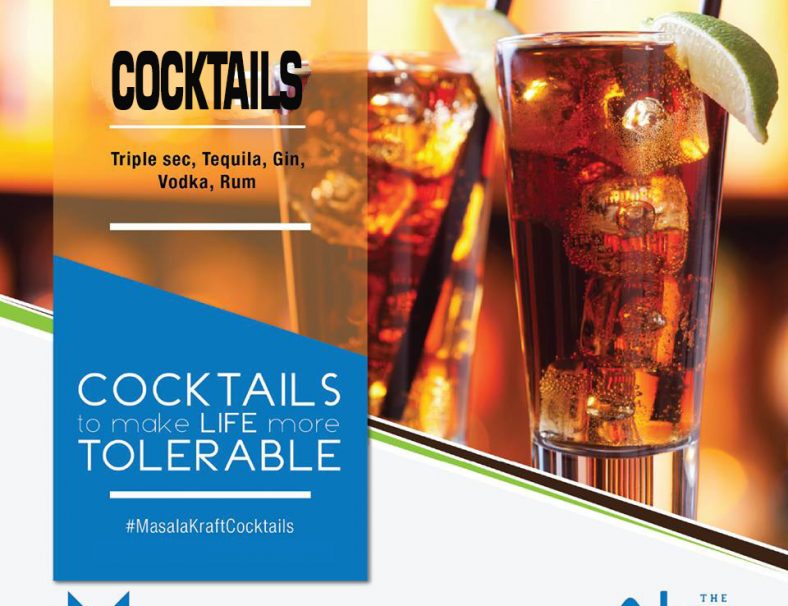 COCKTAILS
Triple sec, Tequila, Gin,
Vodka, Rum
COCKTAILS
to make LIFE more
TOLERABLE
#MasalaKraftCocktails
THE